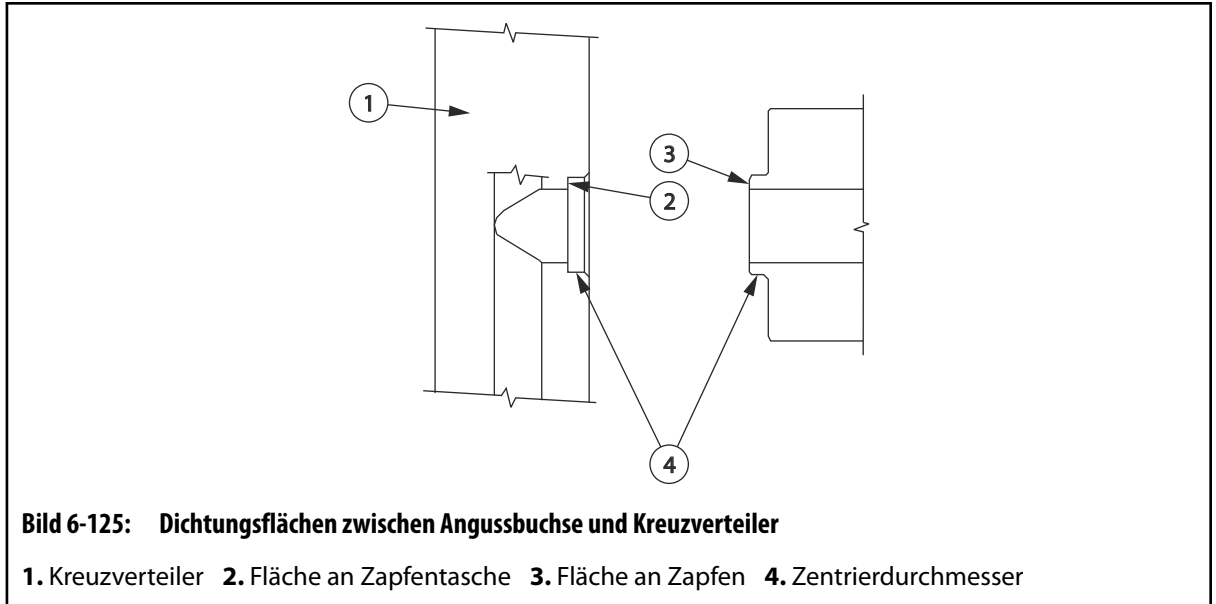 1
3
2
4
Bild 6-125: Dichtungsflächen zwischen Angussbuchse und Kreuzverteiler
1. Kreuzverteiler 2. Fläche an Zapfentasche 3. Fläche an Zapfen 4. Zentrierdurchmesser